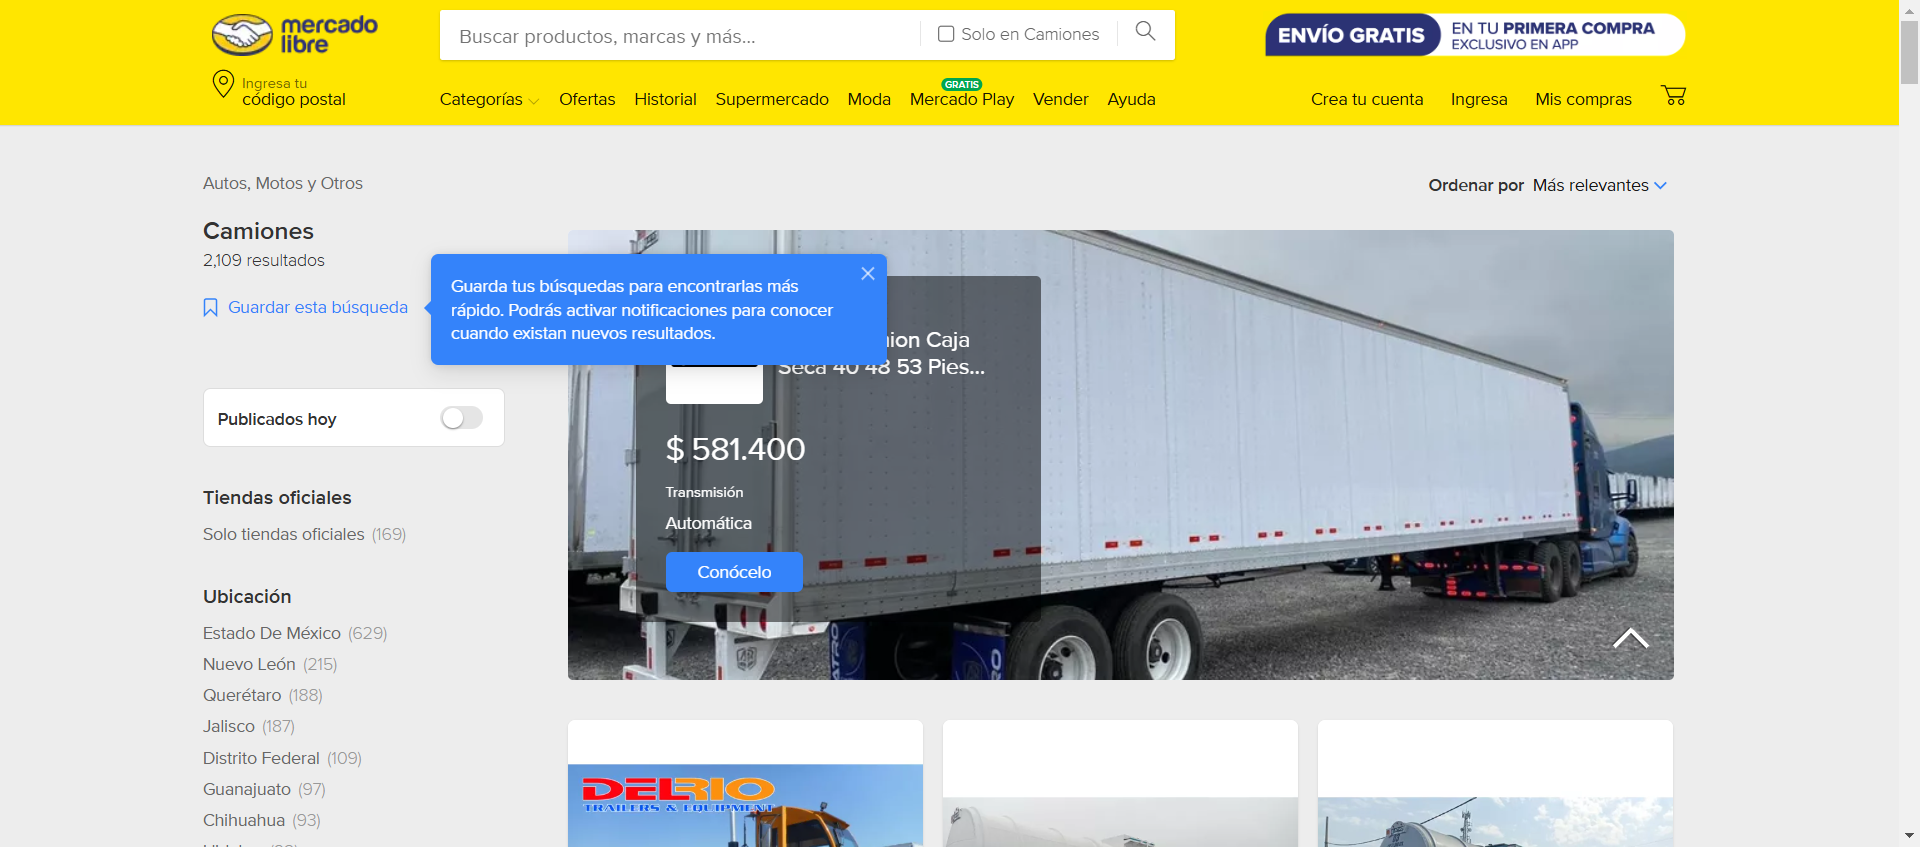 mercado
libre
Buscar productos, marcas y más...
Solo en Camiones
ENVÍO GRATIS
EN TU PRIMERA COMPRA
EXCLUSIVO EN APP
Ingresa tu
código postal
Categorías
Ofertas
Historial
Supermercado
Moda
GRATIS
Mercado Play
Vender
Ayuda
Crea tu cuenta
Ingresa
Mis compras
Autos, Motos y Otros
Ordenar por Más relevantes
Camiones
2,109 resultados
Guardar esta búsqueda
Guarda tus búsquedas para encontrarlas más
rápido. Podrás activar notificaciones para conocer
cuando existan nuevos resultados.
Caja
Seca 40 48 53 Pies...
$ 581.400
Transmisión
Automática
Conócelo
Publicados hoy
Tiendas oficiales
Solo tiendas oficiales (169)
Ubicación
Estado De México (629)
Nuevo León (215)
Querétaro (188)
Jalisco (187)
Distrito Federal (109)
Guanajuato (97)
Chihuahua (93)
DELRIO
TRAILERS & EQUIPMENT